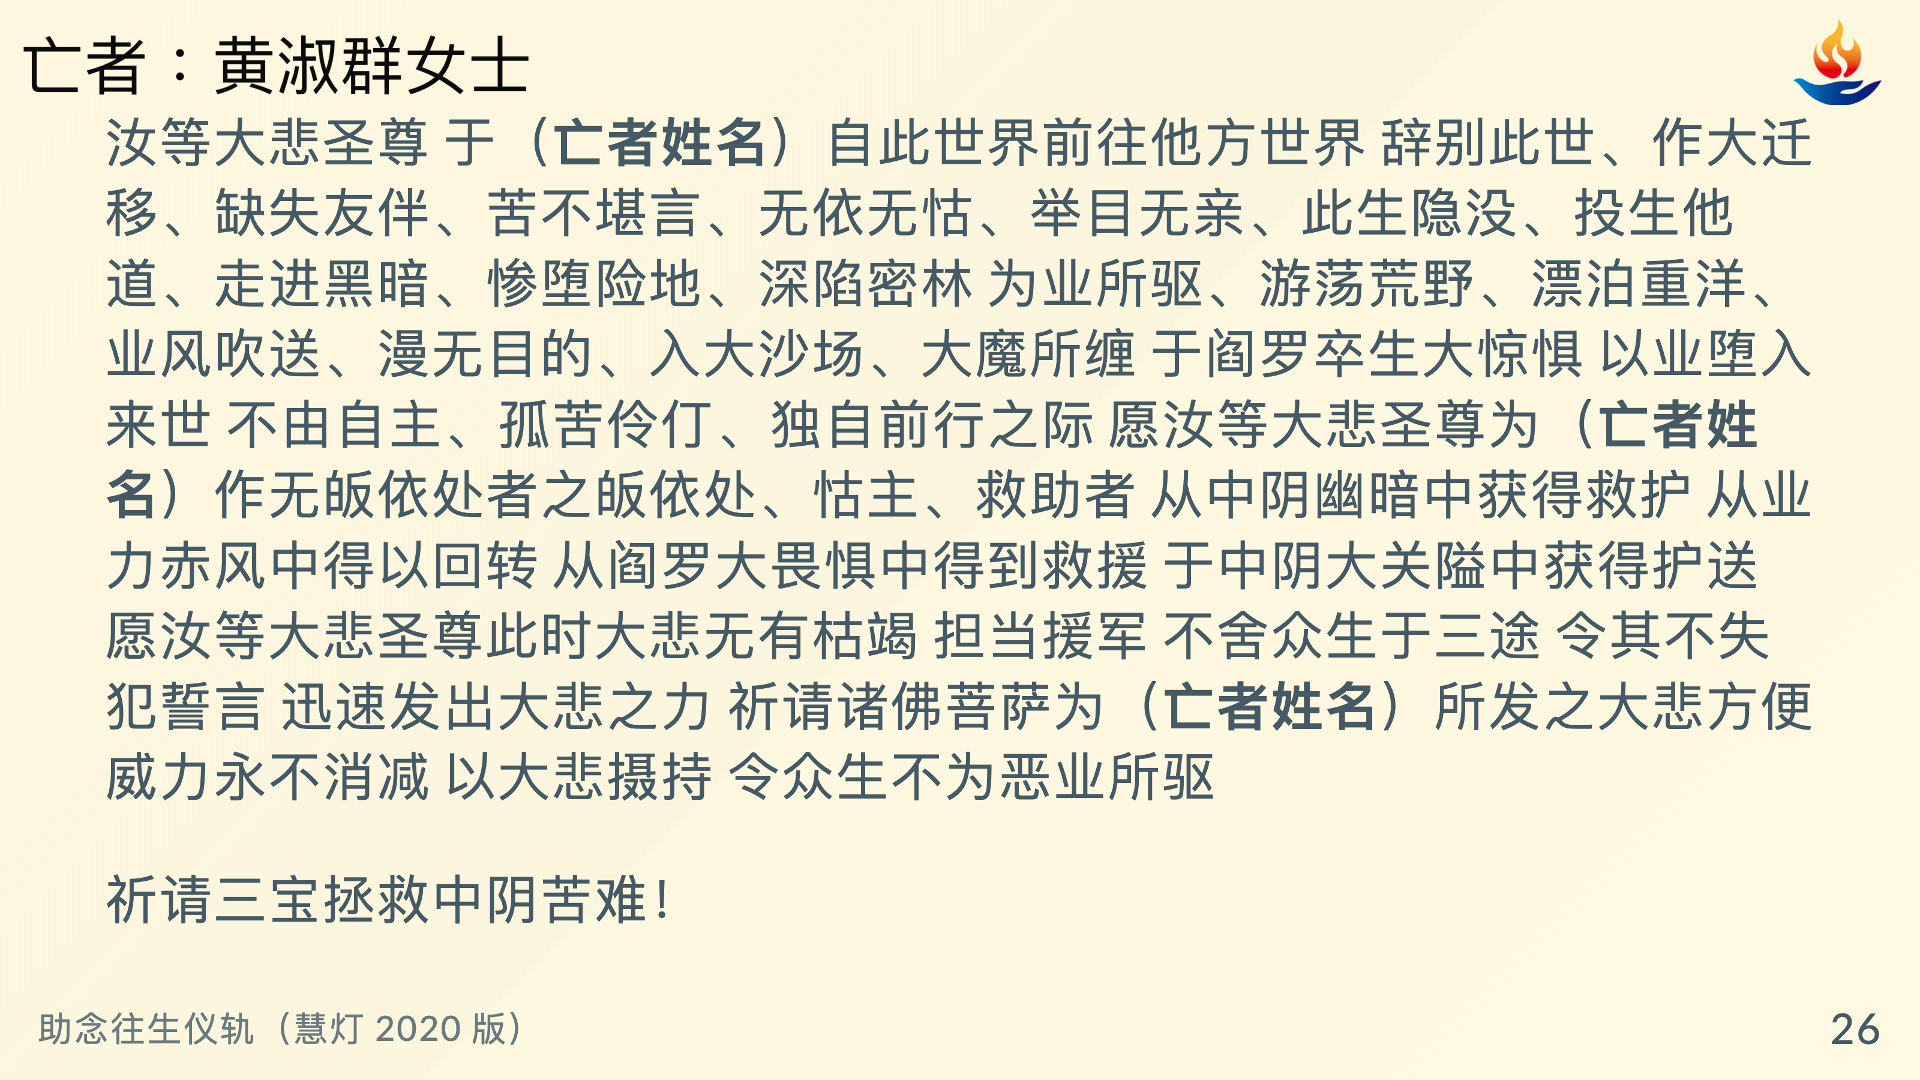 亡者：黄淑群女士
汝等大悲圣尊 于（亡者姓名）自此世界前往他方世界 辞别此世、作大迁
移、缺失友伴、苦不堪言、无依无怙、举目无亲、此生隐没、投生他
道、走进黑暗、惨堕险地、深陷密林 为业所驱、游荡荒野、漂泊重洋、
业风吹送、漫无目的、入大沙场、大魔所缠 于阎罗卒生大惊惧 以业堕入
来世 不由自主、孤苦伶仃、独自前行之际 愿汝等大悲圣尊为（亡者姓
名）作无皈依处者之皈依处、怙主、救助者 从中阴幽暗中获得救护 从业
力赤风中得以回转 从阎罗大畏惧中得到救援 于中阴大关隘中获得护送
愿汝等大悲圣尊此时大悲无有枯竭 担当援军 不舍众生于三途 令其不失
犯誓言 迅速发出大悲之力 祈请诸佛菩萨为（亡者姓名）所发之大悲方便
威力永不消减 以大悲摄持 令众生不为恶业所驱
祈请三宝拯救中阴苦难！
助念往生仪轨（慧灯 2020 版）
26